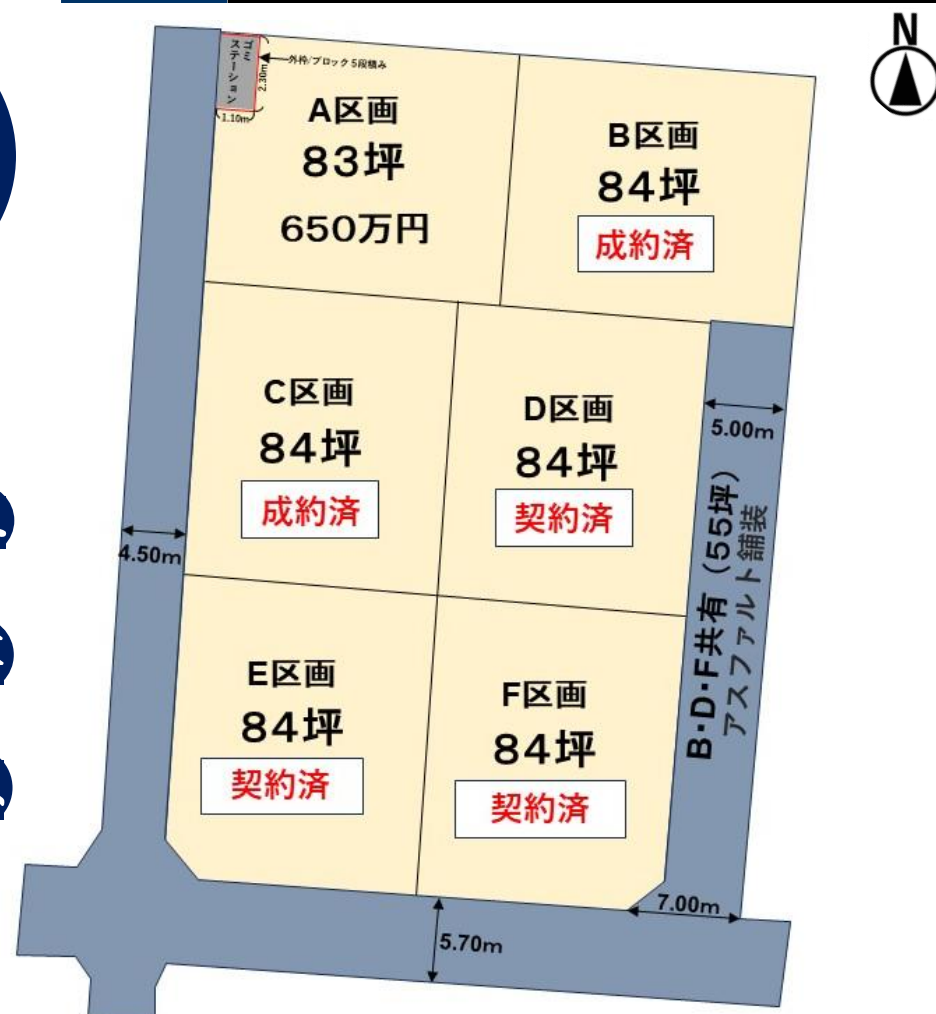 N
ゴミ
ステーション
外枠/ブロック5段積み
2.30m
1.10m
A区画
83坪
650万円
B区画
84坪
成約済
C区画
84坪
成約済
D区画
84坪
契約済
5.00m
B・D・F共有（55坪）
アスファルト舗装
4.50m
E区画
84坪
契約済
F区画
84坪
契約済
7.00m
5.70m